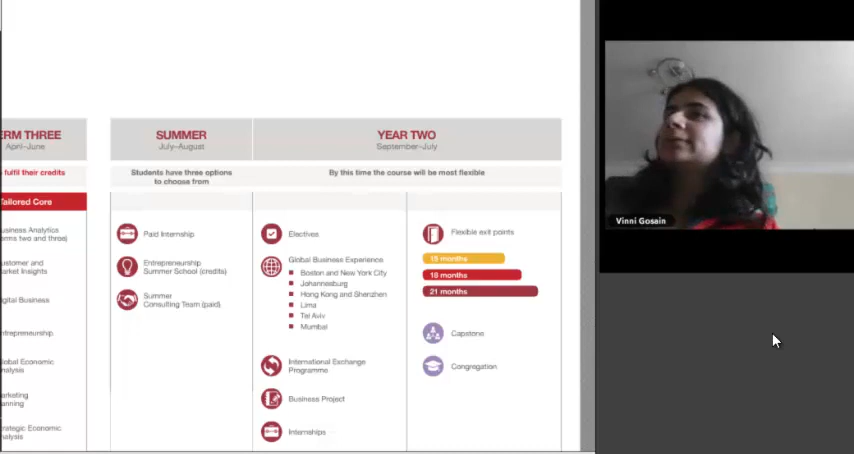 ERM THREE
April–June
fulfil their credits
Tailored Core
usiness Analytics
erms two and three)
ustomer and
arket Insights
igital Business
ntrepreneurship
lobal Economic
nalysis
arketing
anning
trategic Economic
nalysis
SUMMER
July–August
Students have three options
to choose from
Paid Internship
Entrepreneurship
Summer School (credits)
Summer
Consulting Team (paid)
YEAR TWO
September–July
By this time the course will be most flexible
Electives
Global Business Experience
Boston and New York City
Johannesburg
Hong Kong and Shenzhen
Lima
Tel Aviv
Mumbai
International Exchange
Programme
Business Project
Internships
Flexible exit points
15 months
18 months
21 months
Capstone
Congregation
Vinni Gosain